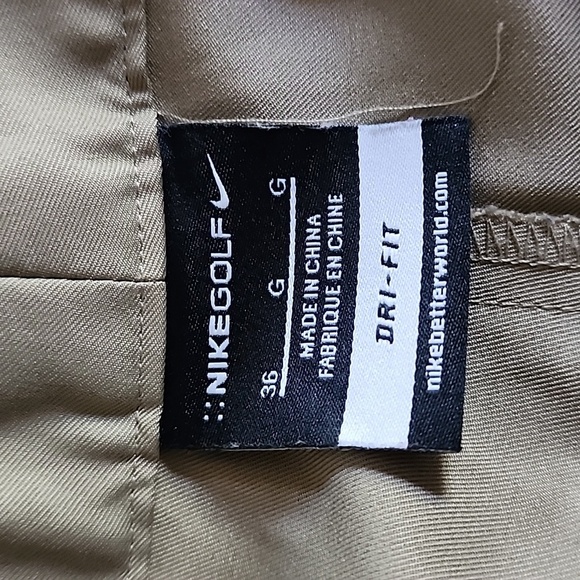 NIKEGOLF
36 G G
MADE IN CHINA
FABRIQUE EN CHINE
DRI-FIT
nikebetterworld.com